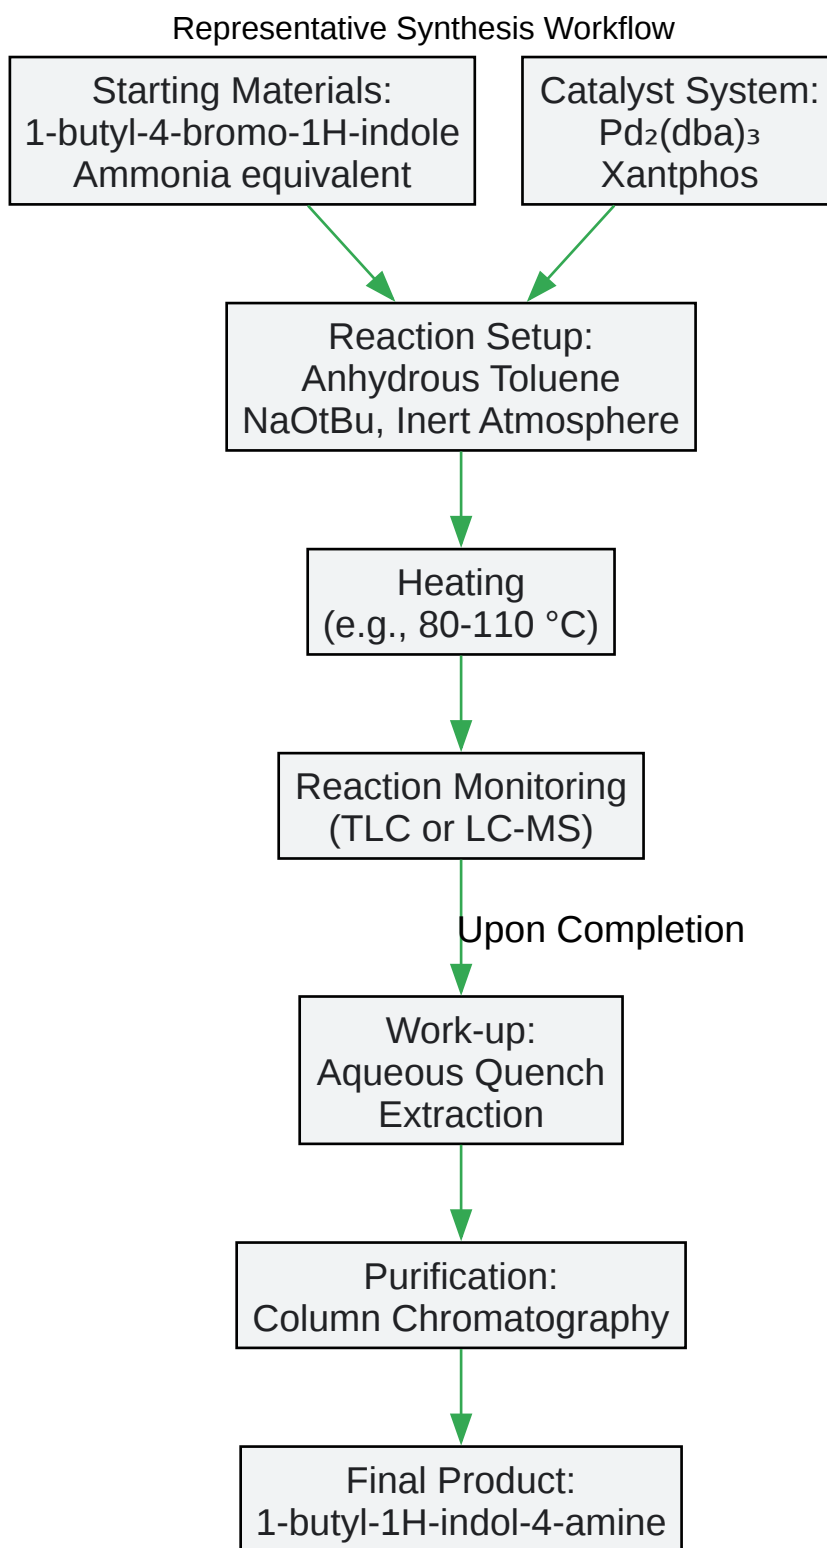 Representative Synthesis Workflow
Starting Materials:
1-butyl-4-bromo-1H-indole
Ammonia equivalent
Catalyst System:
Pd₂(dba)₃
Xantphos
Reaction Setup:
Anhydrous Toluene
NaOtBu, Inert Atmosphere
Heating
(e.g., 80-110 °C)
Reaction Monitoring
(TLC or LC-MS)
Upon Completion
Work-up:
Aqueous Quench
Extraction
Purification:
Column Chromatography
Final Product:
1-butyl-1H-indol-4-amine